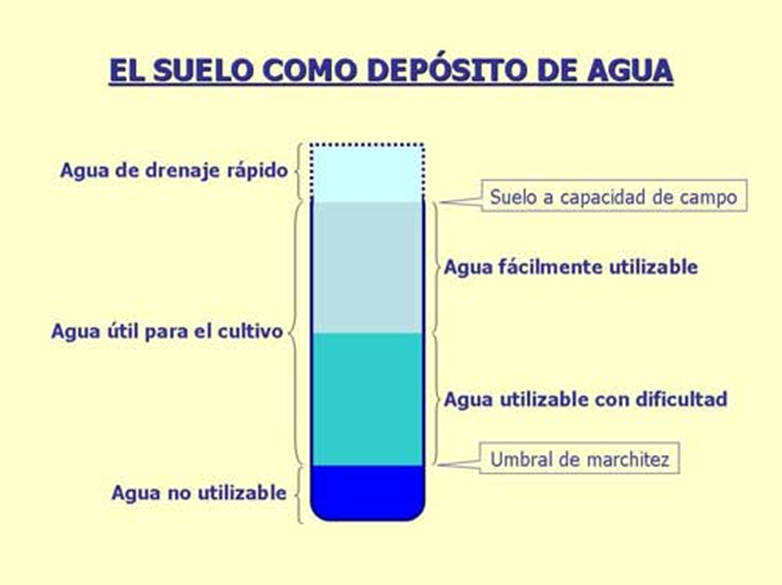 EL SUELO COMO DEPÓSITO DE AGUA
Agua de drenaje rápido
Suelo a capacidad de campo
Agua fácilmente utilizable
Agua útil para el cultivo
Agua utilizable con dificultad
Umbral de marchitez
Agua no utilizable